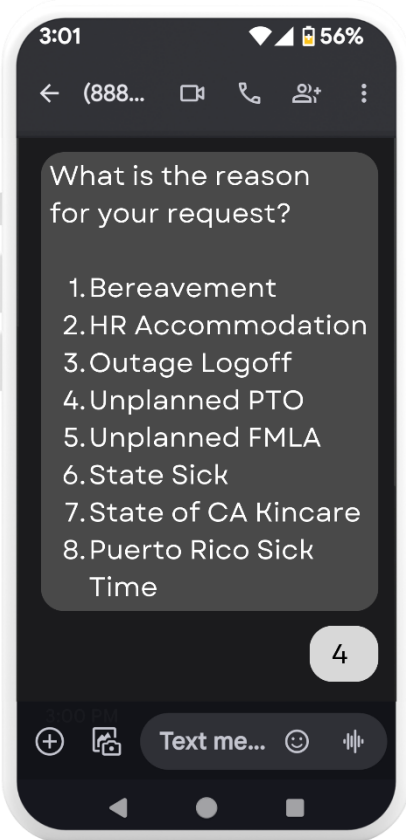 3:01 56%
(888...
What is the reason
for your request?
1. Bereavement
2. HR Accommodation
3. Outage Logoff
4. Unplanned PTO
5. Unplanned FMLA
6. State Sick
7. State of CA Kincare
8. Puerto Rico Sick
Time
4
3:00 PM
Text me...